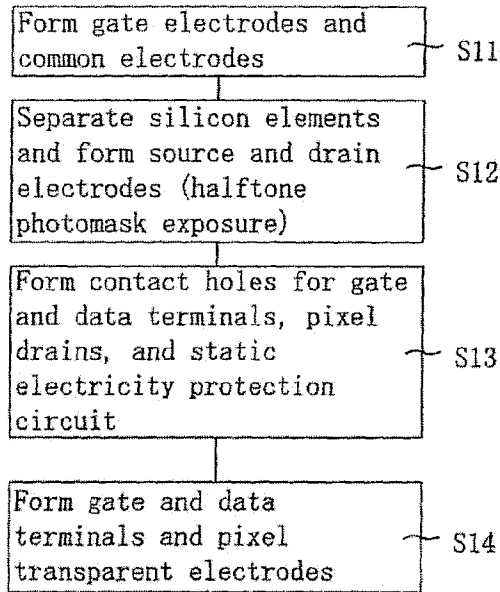 Form gate electrodes and
common electrodes
S11
Separate silicon elements
and form source and drain
electrodes (halftone
photomask exposure)
S12
Form contact holes for gate
and data terminals, pixel
drains, and static
electricity protection
circuit
S13
Form gate and data
terminals and pixel
transparent electrodes
S14